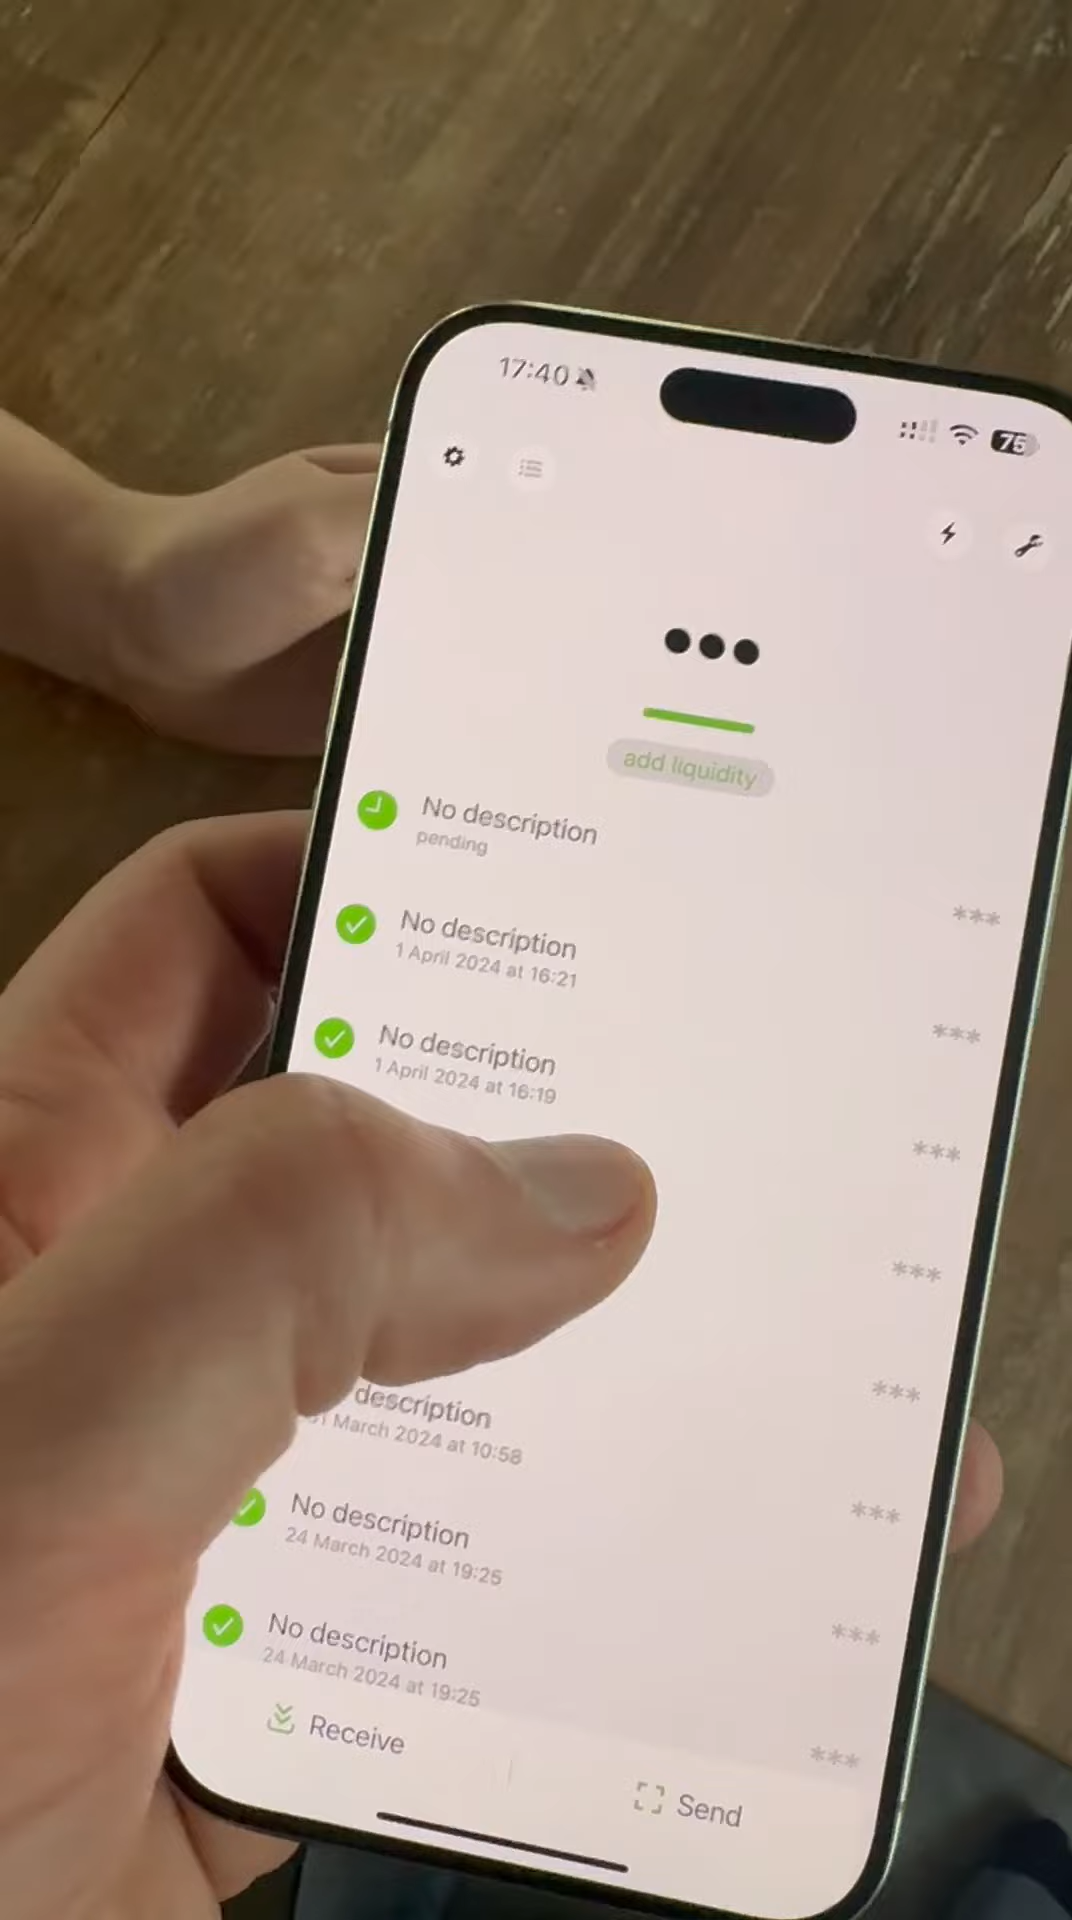 17:40
75
•••
add liquidity
No description
pending
***
No description
1 April 2024 at 16:21
***
No description
1 April 2024 at 16:19
***
***
description
March 2024 at 10:58
***
No description
24 March 2024 at 19:25
***
No description
24 March 2024 at 19:25
***
***
Receive
Send